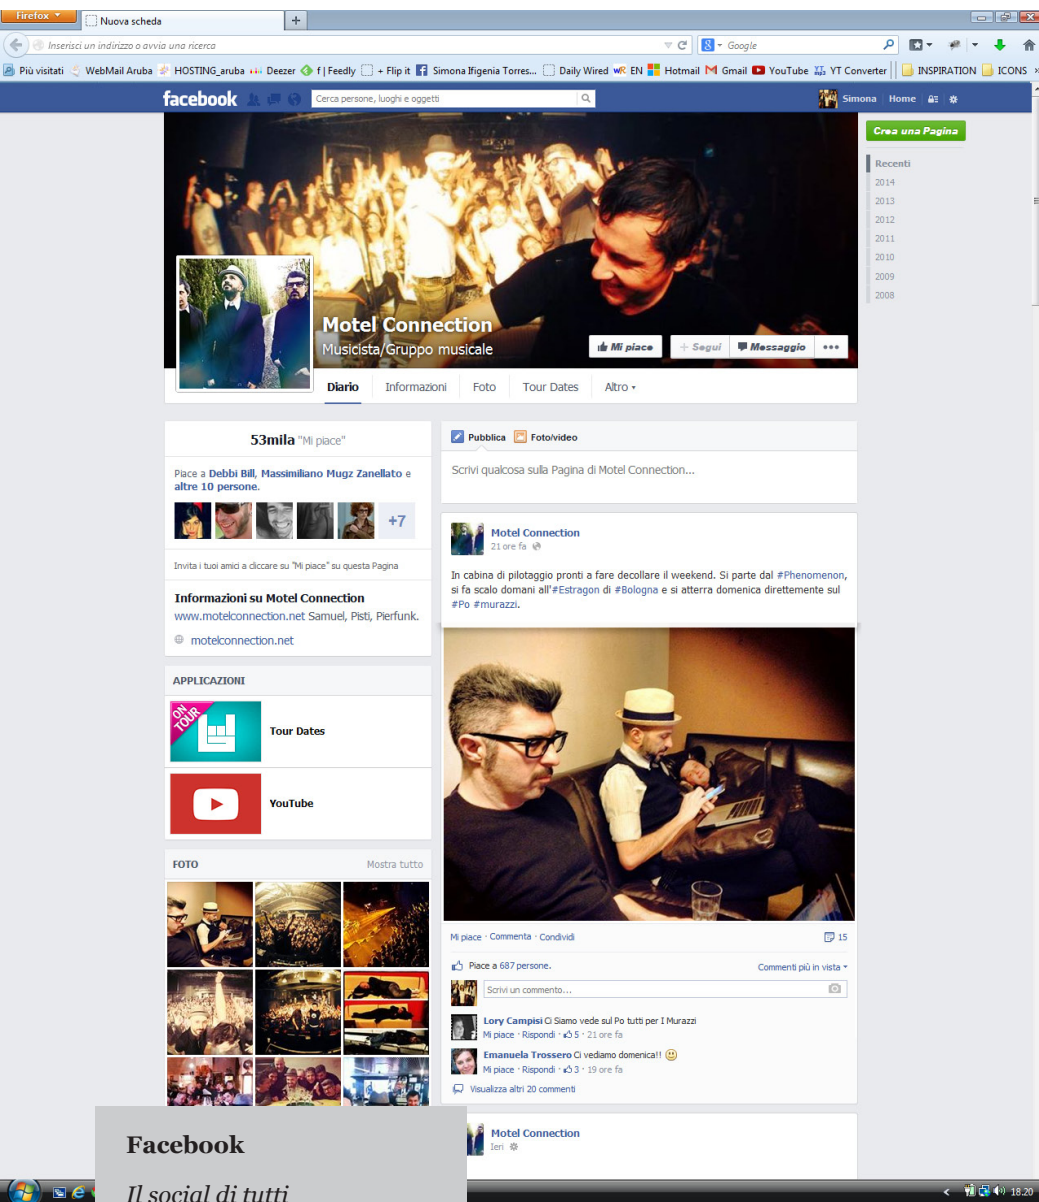 Firefox
Nuova scheda
+
Inserisci un indirizzo o avvia una ricerca
Google
Più visitati WebMail Aruba HOSTING_aruba Deezer f | Feedly + Flip it Simona Ifigenia Torres... Daily Wired EN Hotmail Gmail YouTube YT Converter INSPIRATION ICONS »
facebook
Cerca persone, luoghi e oggetti
Simona Home
Crea una Pagina
Recenti
2014
2013
2012
2011
2010
2009
2008
Motel Connection
Musicista/Gruppo musicale
Mi piace + Segui Messaggio •••
Diario Informazioni Foto Tour Dates Altro
53mila "Mi piace"
Piace a Debbi Bill, Massimiliano Mugz Zanellato e
altre 10 persone.
+7
Invita i tuoi amici a cliccare su "Mi piace" su questa Pagina
Informazioni su Motel Connection
www.motelconnection.net Samuel, Pisti, Pierfunk.
motelconnection.net
APPLICAZIONI
ON TOUR
Tour Dates
YouTube
FOTO Mostra tutto
Pubblica Foto/video
Scrivi qualcosa sulla Pagina di Motel Connection...
Motel Connection
21 ore fa
In cabina di pilotaggio pronti a fare decollare il weekend. Si parte dal #Phenomenon,
si fa scalo domani all'#Estragon di #Bologna e si atterra domenica direttamente sul
#Po #murazzi.
Mi piace · Commenta · Condividi 15
Piace a 687 persone. Commenti più in vista
Scrivi un commento...
Lory Campisi Ci Siamo vede sul Po tutti per I Murazzi
Mi piace · Rispondi · 5 · 21 ore fa
Emanuela Trossero Ci vediamo domenica!!
Mi piace · Rispondi · 3 · 19 ore fa
Visualizza altri 20 commenti
Motel Connection
Ieri
Facebook
Il social di tutti
18.20